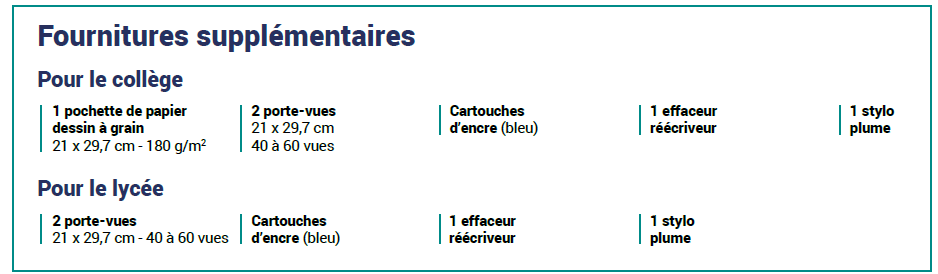 Fournitures supplémentaires
Pour le collège
1 pochette de papier
dessin à grain
21 x 29,7 cm - 180 g/m²
2 porte-vues
21 x 29,7 cm
40 à 60 vues
Cartouches
d’encre (bleu)
1 effaceur
réécriveur
1 stylo
plume
Pour le lycée
2 porte-vues
21 x 29,7 cm - 40 à 60 vues
Cartouches
d’encre (bleu)
1 effaceur
réécriveur
1 stylo
plume